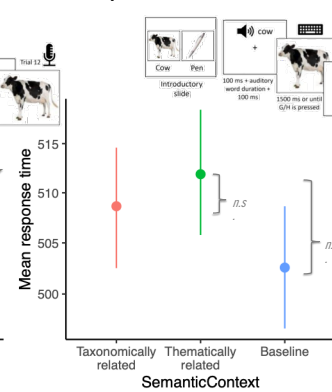 Trial 12
cow
Cow Pen
Introductory
slide
100 ms + auditory
word duration +
100 ms
1500 ms or until
G/H is pressed
Mean response time
515
510
505
500
n.s
.
n.
.
Taxonomically
related
Thematically
related
Baseline
SemanticContext